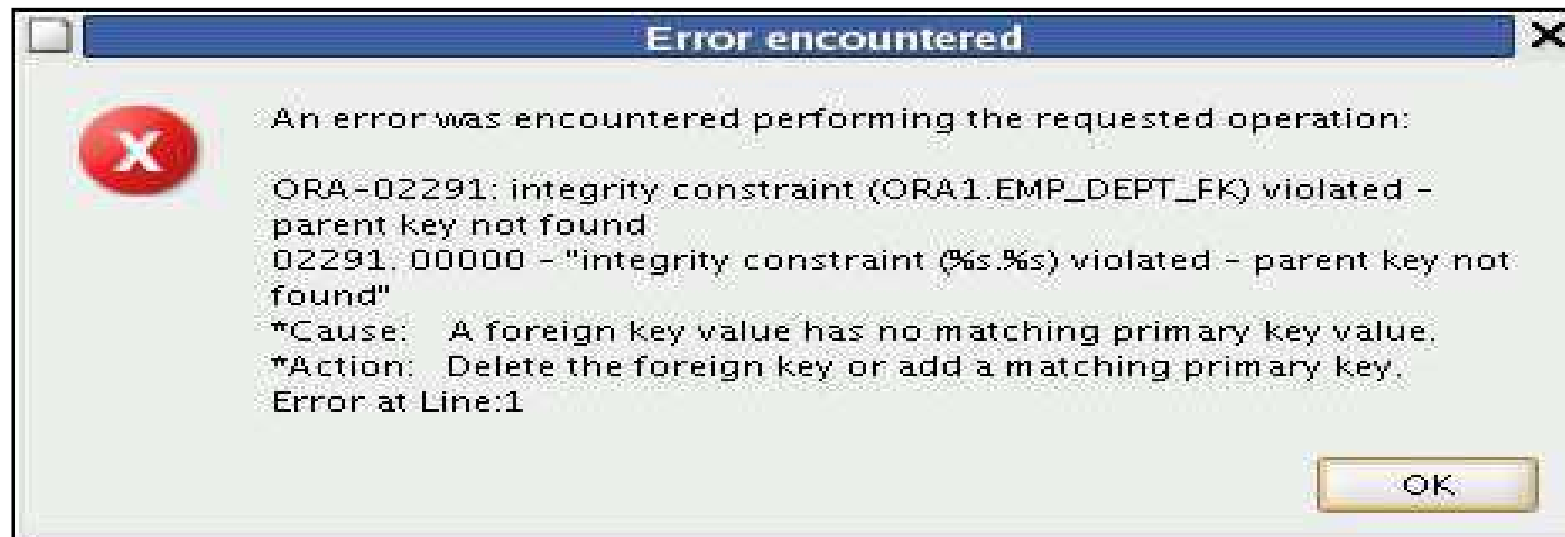 Error encountered
An error was encountered performing the requested operation:
ORA-02291: integrity constraint (ORA1.EMP_DEPT_FK) violated -
parent key not found
02291. 00000 - "integrity constraint (%s.%s) violated - parent key not
found"
*Cause: A foreign key value has no matching primary key value.
*Action: Delete the foreign key or add a matching primary key.
Error at Line:1
OK